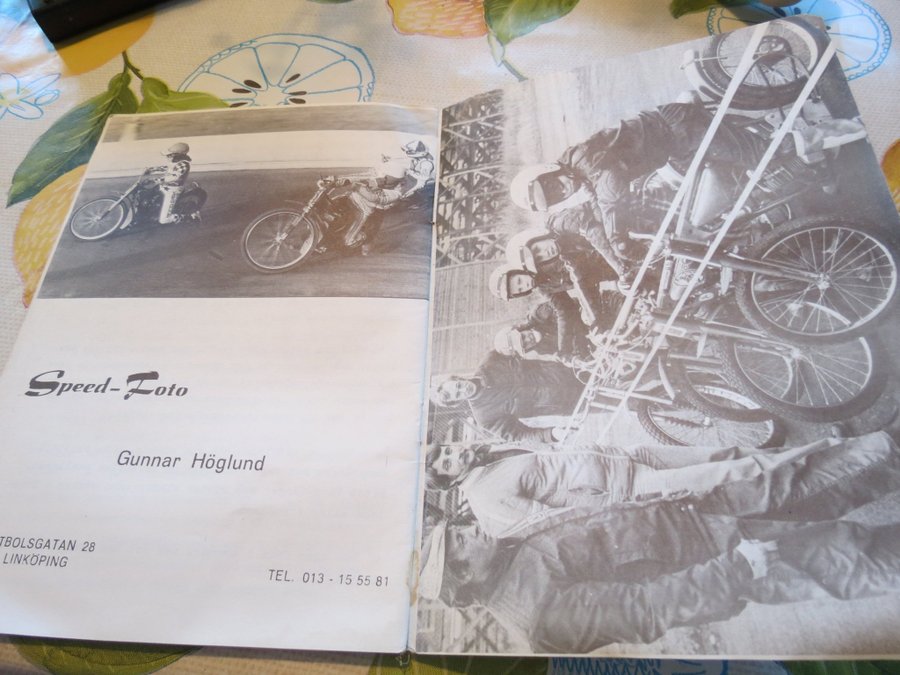 Speed-Foto
Gunnar Höglund
TBOLSGATAN 28
LINKÖPING
TEL. 013 - 15 55 81